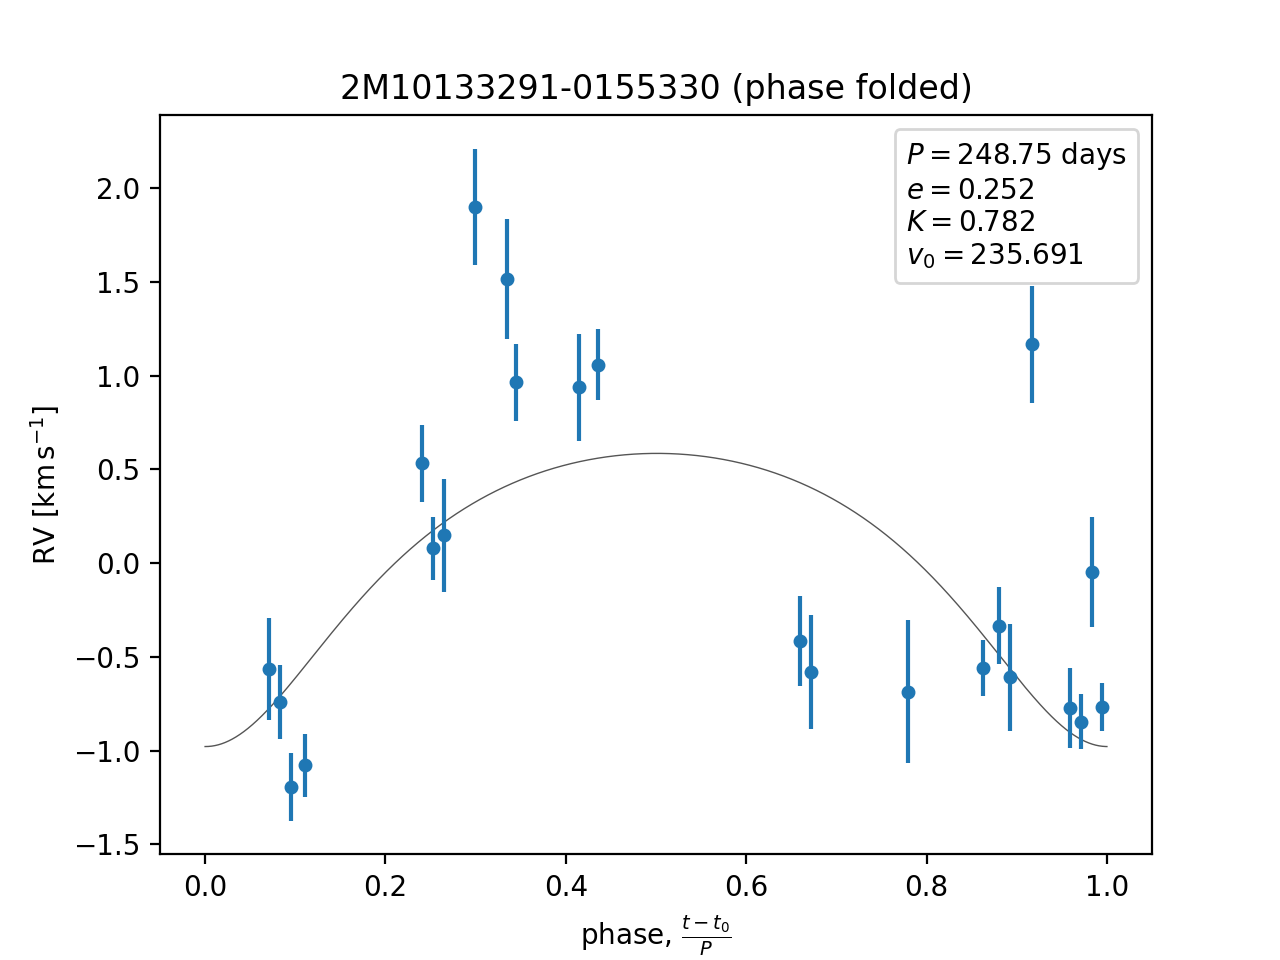 2M10133291-0155330 (phase folded)
P = 248.75 days
e = 0.252
K = 0.782
v₀ = 235.691
RV [km s⁻¹]
2.0
1.5
1.0
0.5
0.0
−0.5
−1.0
−1.5
0.0 0.2 0.4 0.6 0.8 1.0
phase, (t − t₀)/P